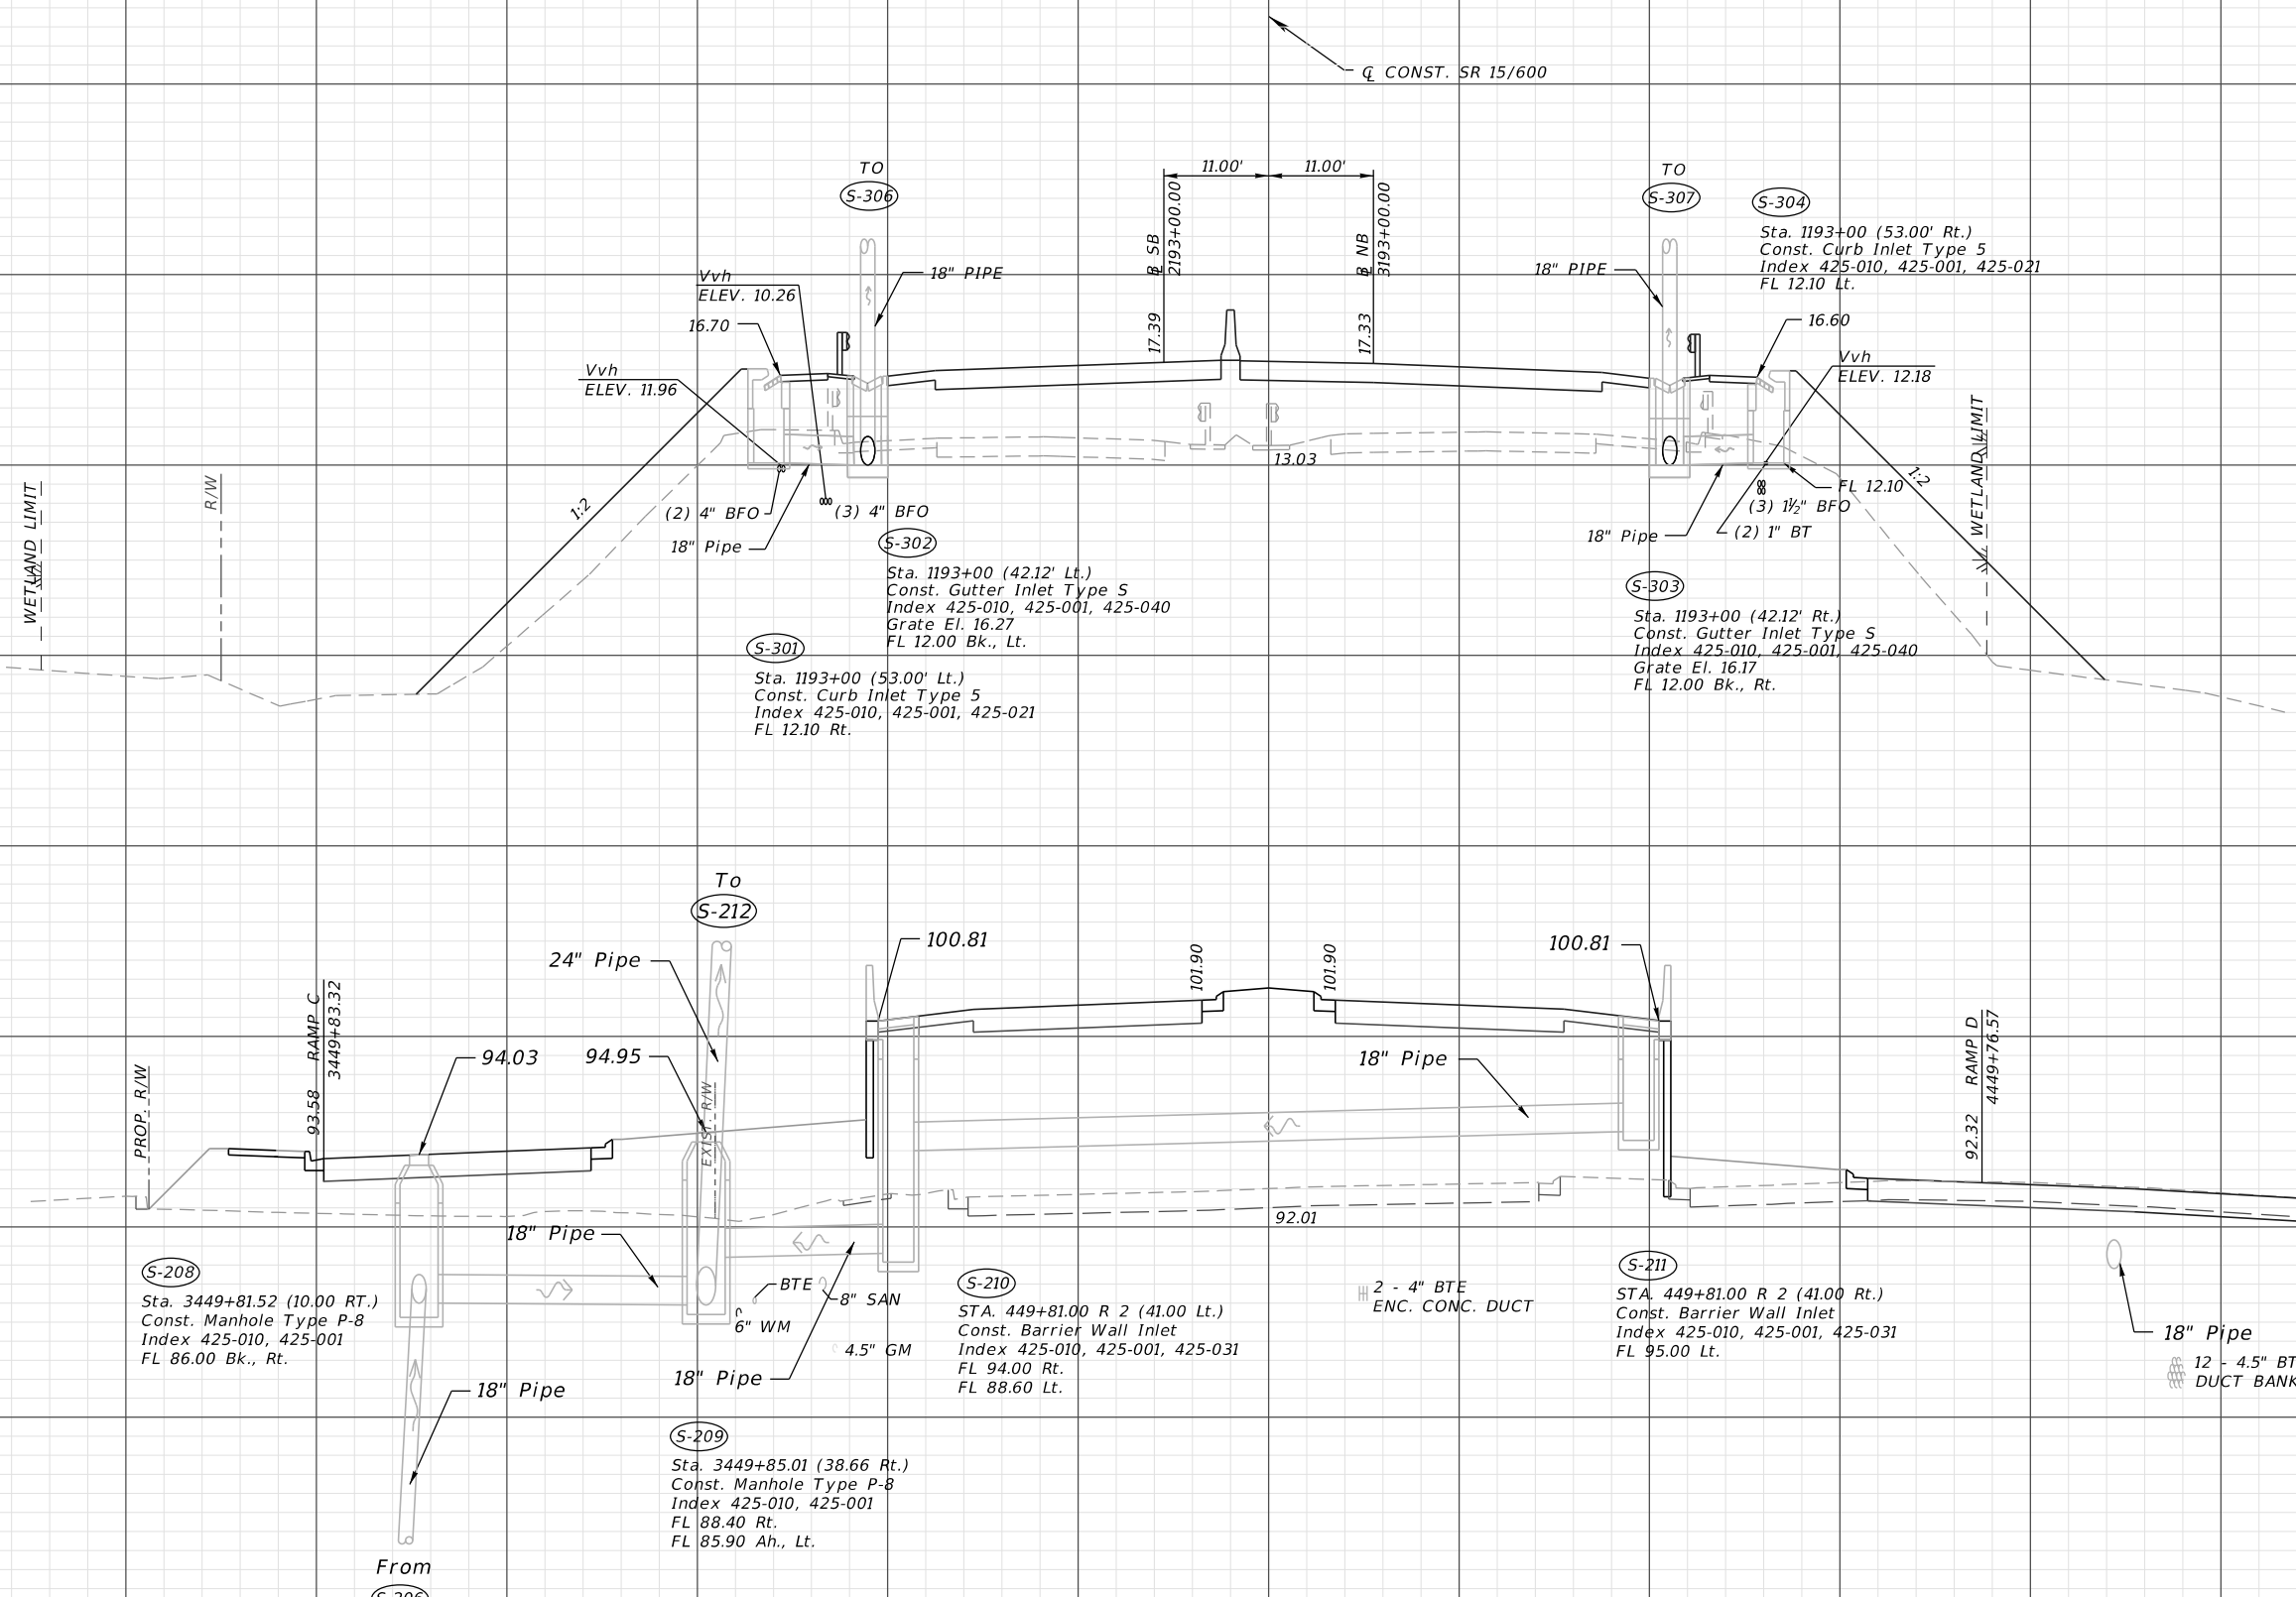 ℄ CONST. SR 15/600
TO
S-306
11.00'
11.00'
TO
S-307
S-304
Sta. 1193+00 (53.00' Rt.)
Const. Curb Inlet Type 5
Index 425-010, 425-001, 425-021
FL 12.10 Lt.
B SB
2193+00.00
17.39
B NB
3193+00.00
17.33
Vvh
ELEV. 10.26
18" PIPE
18" PIPE
16.70
16.60
Vvh
ELEV. 11.96
Vvh
ELEV. 12.18
13.03
WETLAND LIMIT
R/W
1:2
1:2
WETLAND LIMIT
FL 12.10
(2) 4" BFO
(3) 4" BFO
(3) 1½" BFO
(2) 1" BT
18" Pipe
18" Pipe
S-302
Sta. 1193+00 (42.12' Lt.)
Const. Gutter Inlet Type S
Index 425-010, 425-001, 425-040
Grate El. 16.27
FL 12.00 Bk., Lt.
S-303
Sta. 1193+00 (42.12' Rt.)
Const. Gutter Inlet Type S
Index 425-010, 425-001, 425-040
Grate El. 16.17
FL 12.00 Bk., Rt.
S-301
Sta. 1193+00 (53.00' Lt.)
Const. Curb Inlet Type 5
Index 425-010, 425-001, 425-021
FL 12.10 Rt.
To
S-212
24" Pipe
100.81
101.90
101.90
100.81
PROP. R/W
93.58 RAMP C
3449+83.32
94.03
94.95
EXIST. R/W
18" Pipe
92.32 RAMP D
4449+76.57
92.01
18" Pipe
S-208
Sta. 3449+81.52 (10.00 RT.)
Const. Manhole Type P-8
Index 425-010, 425-001
FL 86.00 Bk., Rt.
BTE
8" SAN
6" WM
4.5" GM
18" Pipe
S-210
STA. 449+81.00 R 2 (41.00 Lt.)
Const. Barrier Wall Inlet
Index 425-010, 425-001, 425-031
FL 94.00 Rt.
FL 88.60 Lt.
2 - 4" BTE
ENC. CONC. DUCT
S-211
STA. 449+81.00 R 2 (41.00 Rt.)
Const. Barrier Wall Inlet
Index 425-010, 425-001, 425-031
FL 95.00 Lt.
18" Pipe
12 - 4.5" BT
DUCT BANK
18" Pipe
S-209
Sta. 3449+85.01 (38.66 Rt.)
Const. Manhole Type P-8
Index 425-010, 425-001
FL 88.40 Rt.
FL 85.90 Ah., Lt.
From